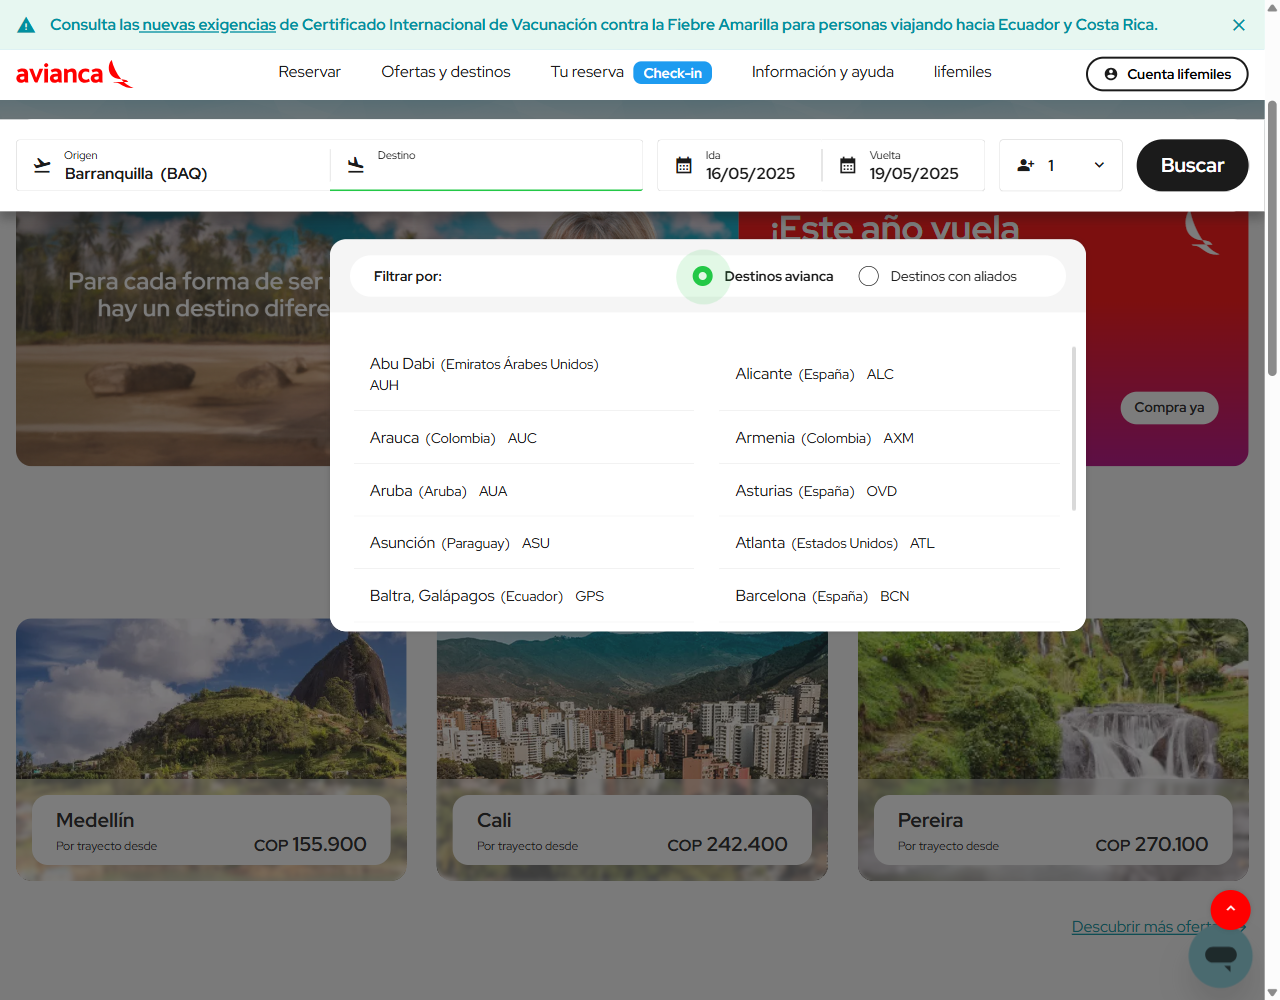 Consulta las nuevas exigencias de Certificado Internacional de Vacunación contra la Fiebre Amarilla para personas viajando hacia Ecuador y Costa Rica.
avianca
Reservar
Ofertas y destinos
Tu reserva
Check-in
Información y ayuda
lifemiles
Cuenta lifemiles
Origen
Barranquilla (BAQ)
Destino
Ida
16/05/2025
Vuelta
19/05/2025
1
Buscar
Para cada forma de ser
hay un destino difere
¡Este año vuela
Compra ya
Filtrar por:
Destinos avianca
Destinos con aliados
Abu Dabi (Emiratos Árabes Unidos)
AUH
Alicante (España) ALC
Arauca (Colombia) AUC
Armenia (Colombia) AXM
Aruba (Aruba) AUA
Asturias (España) OVD
Asunción (Paraguay) ASU
Atlanta (Estados Unidos) ATL
Baltra, Galápagos (Ecuador) GPS
Barcelona (España) BCN
Medellín
Por trayecto desde
COP 155.900
Cali
Por trayecto desde
COP 242.400
Pereira
Por trayecto desde
COP 270.100
Descubrir más ofert